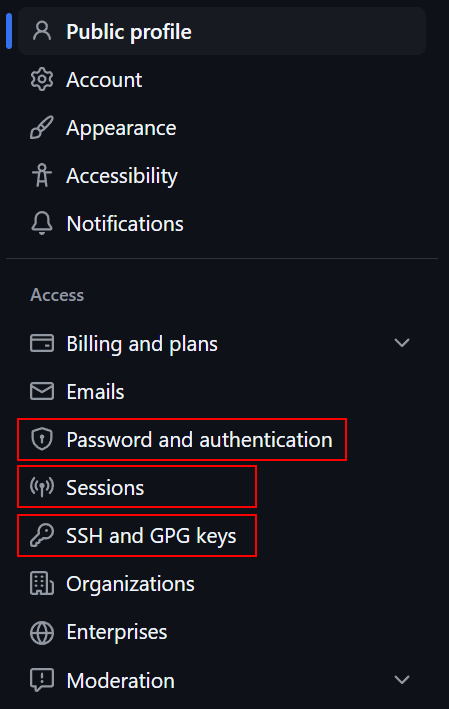 Public profile
Account
Appearance
Accessibility
Notifications
Access
Billing and plans
Emails
Password and authentication
Sessions
SSH and GPG keys
Organizations
Enterprises
Moderation